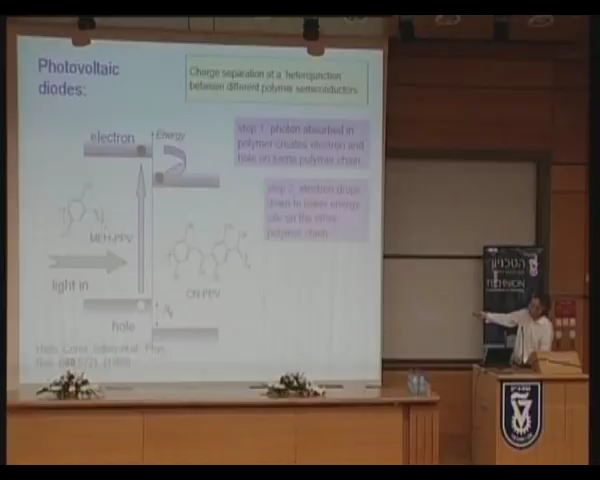 Photovoltaic
diodes:
Charge separation at a 'heterojunction
between different polymer semiconductors
electron
Energy
step 1: photon absorbed in
polymer creates electron and
hole on same polymer chain
step 2: electron drops
down to lower energy
site on the other
polymer chain
MEH-PPV
CN-PPV
light in
hole
הטכניון
TECHNION